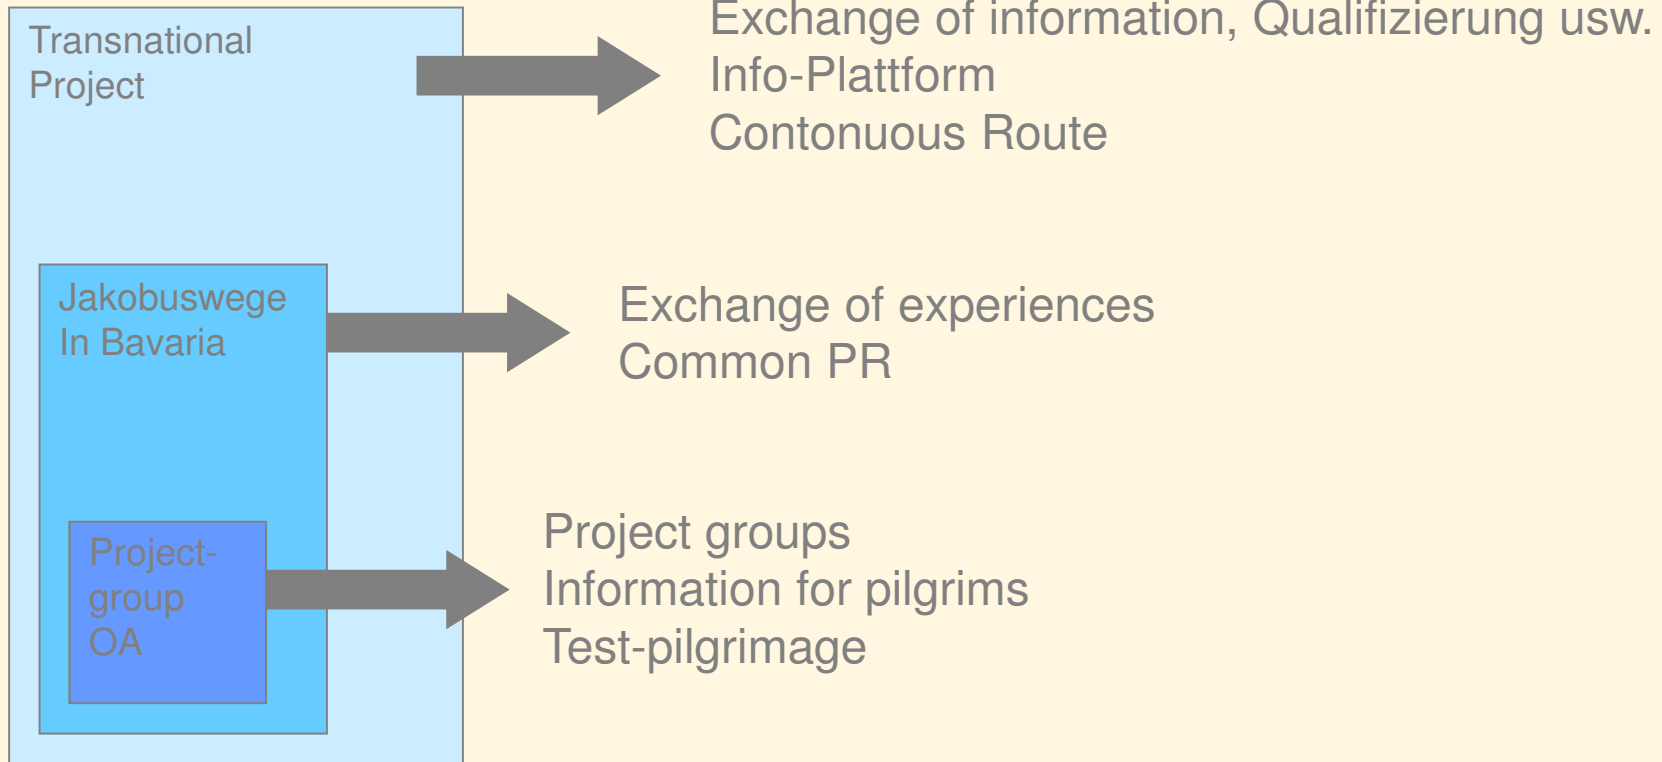 Transnational
Project
Exchange of information, Qualifizierung usw.
Info-Plattform
Contonuous Route
Jakobuswege
In Bavaria
Exchange of experiences
Common PR
Project-
group
OA
Project groups
Information for pilgrims
Test-pilgrimage